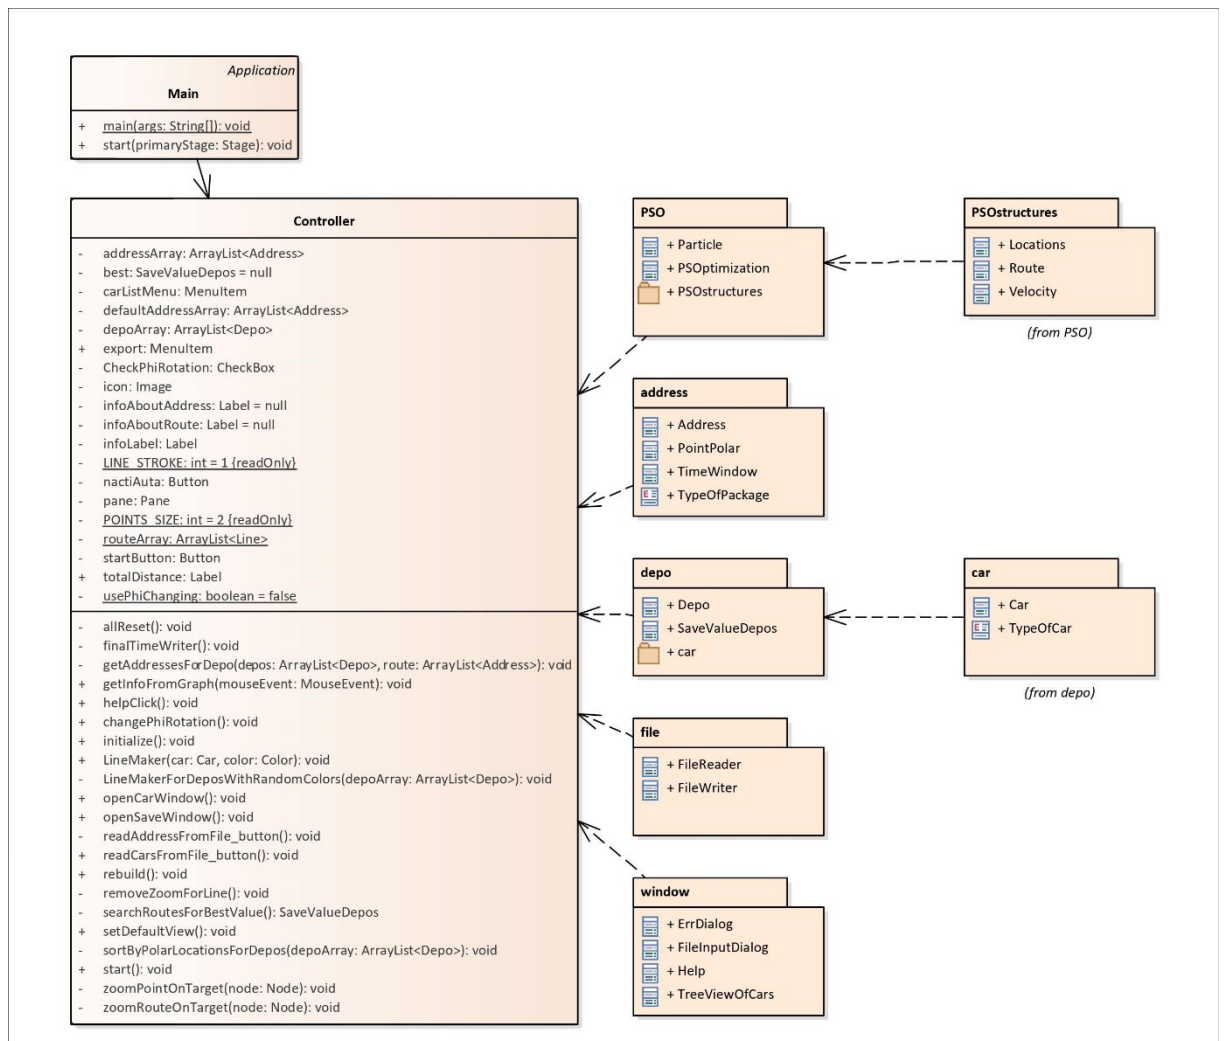 Application
Main
+ main(args: String[]): void
+ start(primaryStage: Stage): void
Controller
- addressArray: ArrayList<Address>
- best: SaveValueDepos = null
- carListMenu: MenuItem
- defaultAddressArray: ArrayList<Address>
- depoArray: ArrayList<Depo>
+ export: MenuItem
- CheckPhiRotation: CheckBox
- icon: Image
- infoAboutAddress: Label = null
- infoAboutRoute: Label = null
- infoLabel: Label
- LINE_STROKE: int = 1 {readOnly}
- nactiAuta: Button
- pane: Pane
- POINTS_SIZE: int = 2 {readOnly}
- routeArray: ArrayList<Line>
- startButton: Button
+ totalDistance: Label
- usePhiChanging: boolean = false
- allReset(): void
- finalTimeWriter(): void
- getAddressesForDepo(depos: ArrayList<Depo>, route: ArrayList<Address>): void
+ getInfoFromGraph(mouseEvent: MouseEvent): void
+ helpClick(): void
+ changePhiRotation(): void
+ initialize(): void
+ LineMaker(car: Car, color: Color): void
- LineMakerForDeposWithRandomColors(depoArray: ArrayList<Depo>): void
+ openCarWindow(): void
+ openSaveWindow(): void
- readAddressFromFile_button(): void
+ readCarsFromFile_button(): void
+ rebuild(): void
- removeZoomForLine(): void
- searchRoutesForBestValue(): SaveValueDepos
+ setDefaultView(): void
- sortByPolarLocationsForDepos(depoArray: ArrayList<Depo>): void
+ start(): void
- zoomPointOnTarget(node: Node): void
- zoomRouteOnTarget(node: Node): void
PSO
+ Particle
+ PSOptimization
+ PSOstructures
PSOstructures
+ Locations
+ Route
+ Velocity
(from PSO)
address
+ Address
+ PointPolar
+ TimeWindow
E + TypeOfPackage
depo
+ Depo
+ SaveValueDepos
+ car
car
+ Car
E + TypeOfCar
(from depo)
file
+ FileReader
+ FileWriter
window
+ ErrDialog
+ FileInputDialog
+ Help
+ TreeViewOfCars